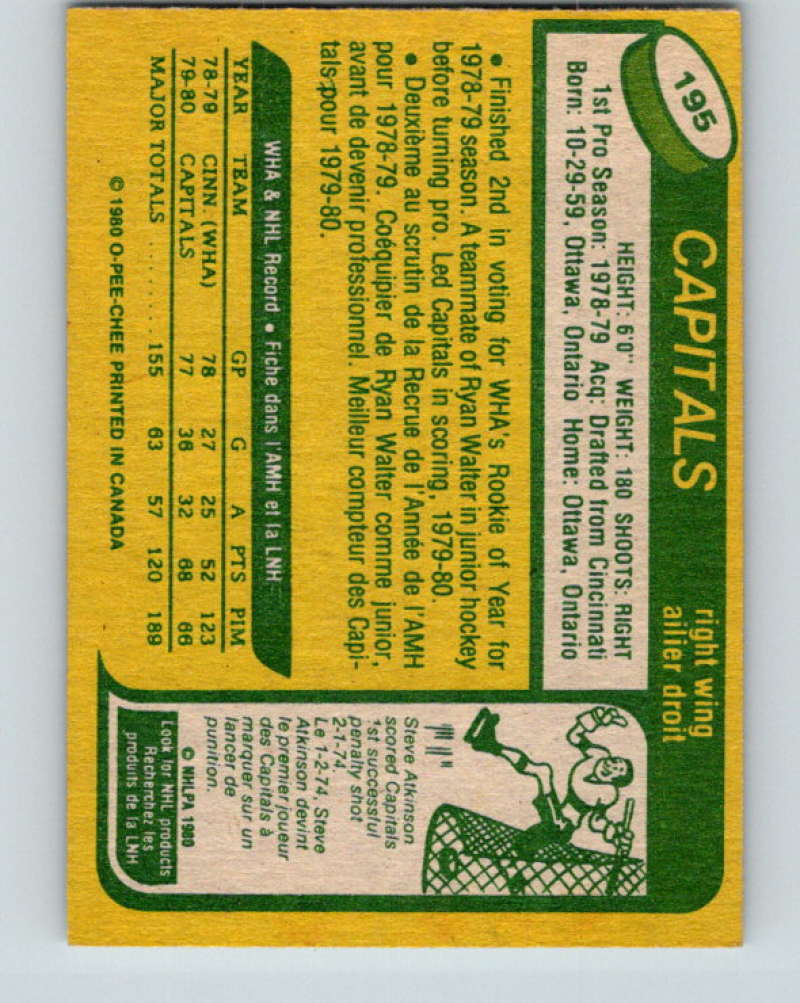 195
CAPITALS
right wing
ailier droit
HEIGHT: 6'0" WEIGHT: 180 SHOOTS: RIGHT
1st Pro Season: 1978-79 Acq: Drafted from Cincinnati
Born: 10-29-59, Ottawa, Ontario Home: Ottawa, Ontario
• Finished 2nd in voting for WHA's Rookie of Year for
1978-79 season. A teammate of Ryan Walter in junior hockey
before turning pro. Led Capitals in scoring, 1979-80.
• Deuxième au scrutin de la Recrue de l'Année de l'AMH
pour 1978-79. Coéquipier de Ryan Walter comme junior,
avant de devenir professionnel. Meilleur compteur des Capi-
tals pour 1979-80.
WHA & NHL Record • Fiche dans l'AMH et la LNH
YEAR TEAM GP G A PTS PIM
78-79 CINN. (WHA) 78 27 25 52 123
79-80 CAPITALS 77 36 32 68 66
MAJOR TOTALS ........ 155 63 57 120 189
© 1980 O-PEE-CHEE PRINTED IN CANADA
Steve Atkinson
scored Capitals
1st successful
penalty shot
2-1-74.
Le 1-2-74, Steve
Atkinson devint
le premier joueur
des Capitals à
marquer sur un
lancer de
punition.
© NHLPA 1980
Look for NHL products
Recherchez les
produits de la LNH